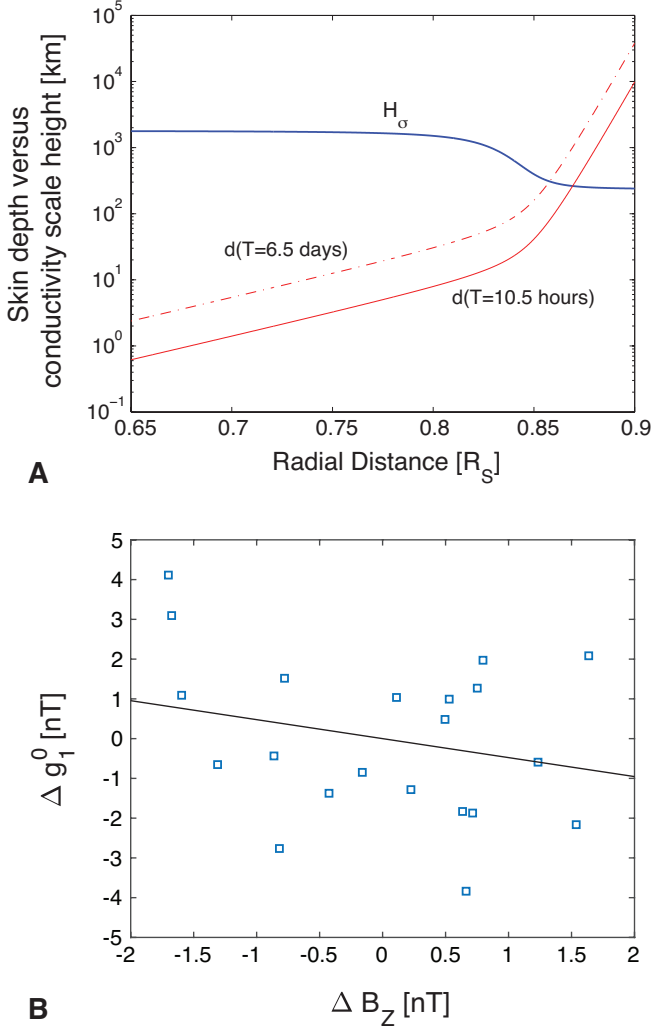 Skin depth versus
conductivity scale height [km]
10^5
10^4
10^3
10^2
10^1
10^0
10^-1
H_σ
d(T=6.5 days)
d(T=10.5 hours)
0.65 0.7 0.75 0.8 0.85 0.9
Radial Distance [R_S]
A
Δ g_1^0 [nT]
5
4
3
2
1
0
-1
-2
-3
-4
-5
-2 -1.5 -1 -0.5 0 0.5 1 1.5 2
Δ B_Z [nT]
B